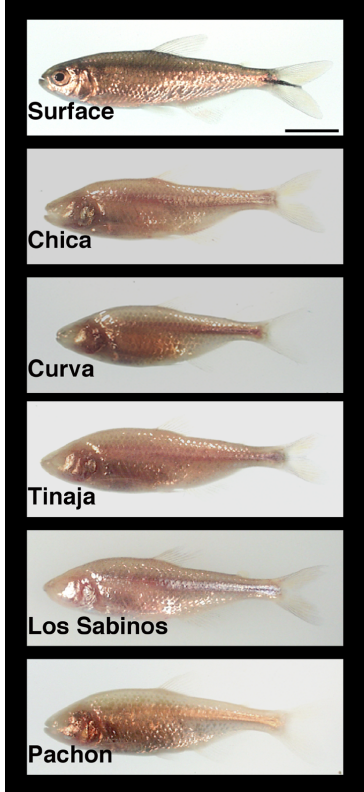 Surface
Chica
Curva
Tinaja
Los Sabinos
Pachon